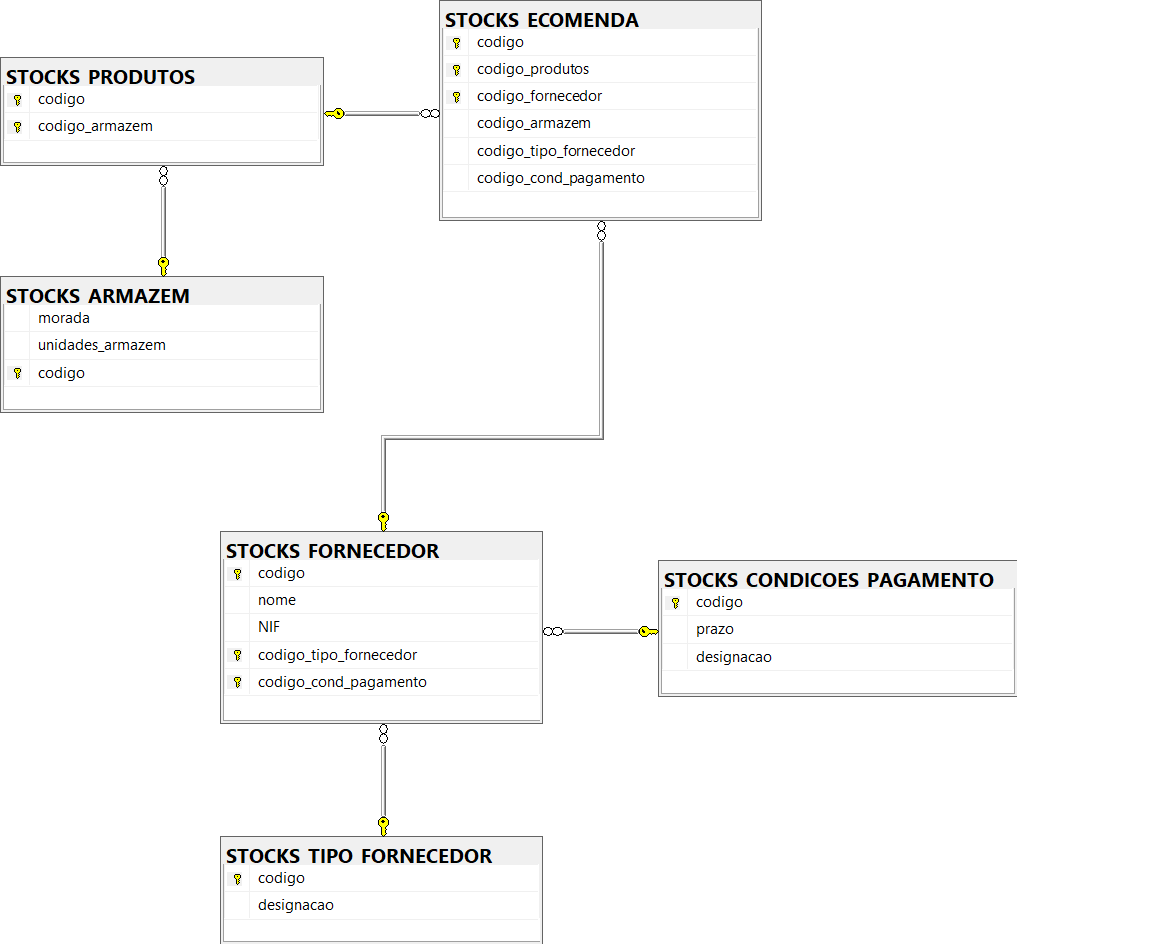 STOCKS ECOMENDA
codigo
codigo_produtos
codigo_fornecedor
codigo_armazem
codigo_tipo_fornecedor
codigo_cond_pagamento
STOCKS PRODUTOS
codigo
codigo_armazem
STOCKS ARMAZEM
morada
unidades_armazem
codigo
STOCKS FORNECEDOR
codigo
nome
NIF
codigo_tipo_fornecedor
codigo_cond_pagamento
STOCKS CONDICOES PAGAMENTO
codigo
prazo
designacao
STOCKS TIPO FORNECEDOR
codigo
designacao